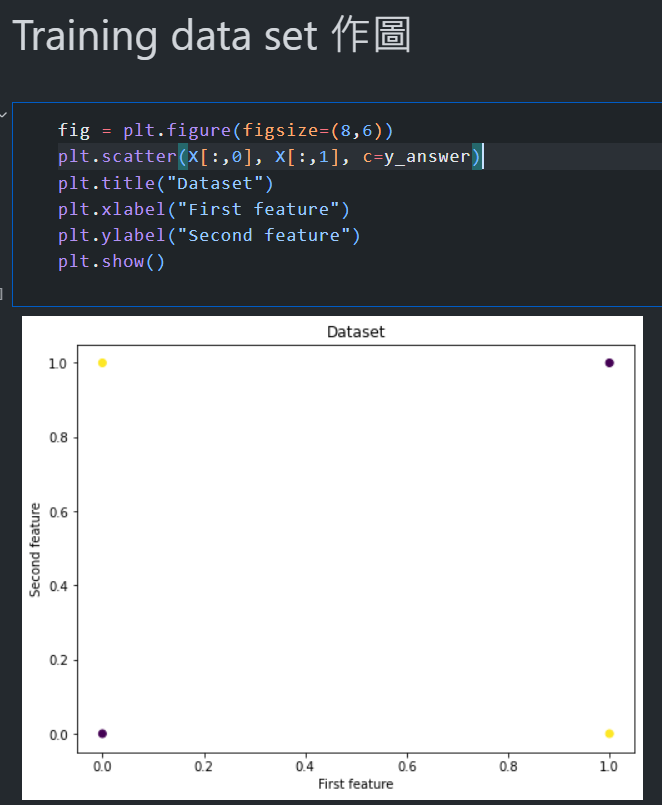 Training data set 作圖
fig = plt.figure(figsize=(8,6))
plt.scatter(X[:,0], X[:,1], c=y_answer)
plt.title("Dataset")
plt.xlabel("First feature")
plt.ylabel("Second feature")
plt.show()
]
Dataset
1.0
0.8
0.6
0.4
0.2
0.0
Second feature
0.0 0.2 0.4 0.6 0.8 1.0
First feature